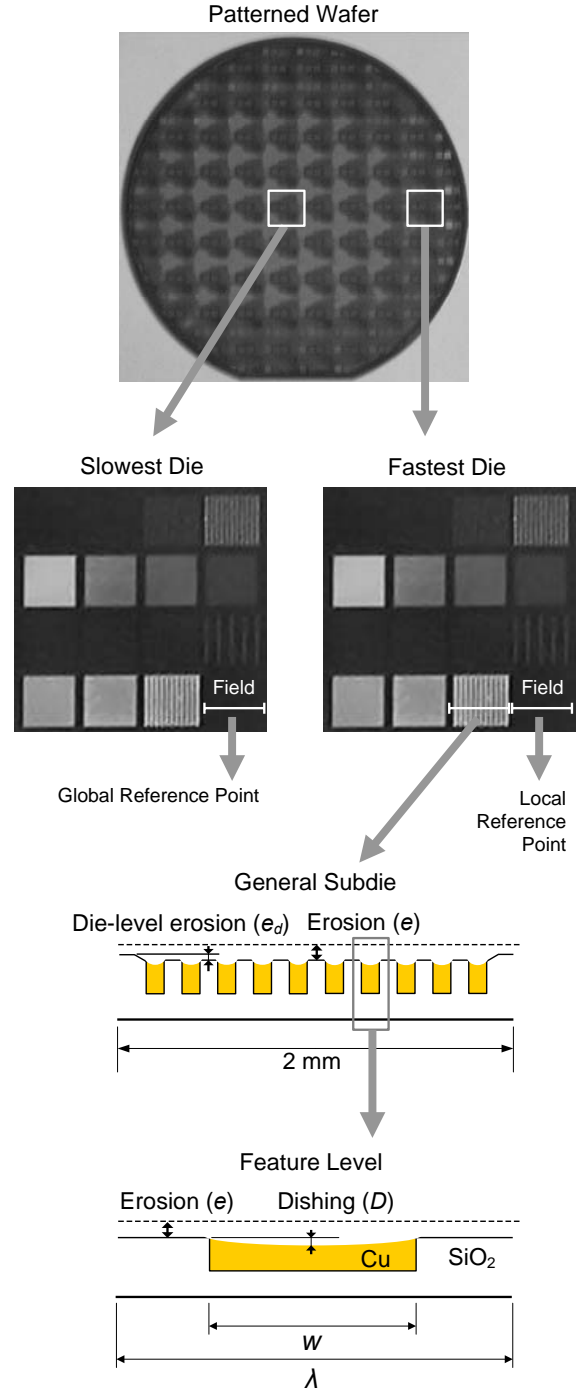 Patterned Wafer
Slowest Die
Fastest Die
Field
Field
Global Reference Point
Local
Reference
Point
General Subdie
Die-level erosion (e_d) Erosion (e)
2 mm
Feature Level
Erosion (e) Dishing (D)
Cu
SiO₂
w
λ